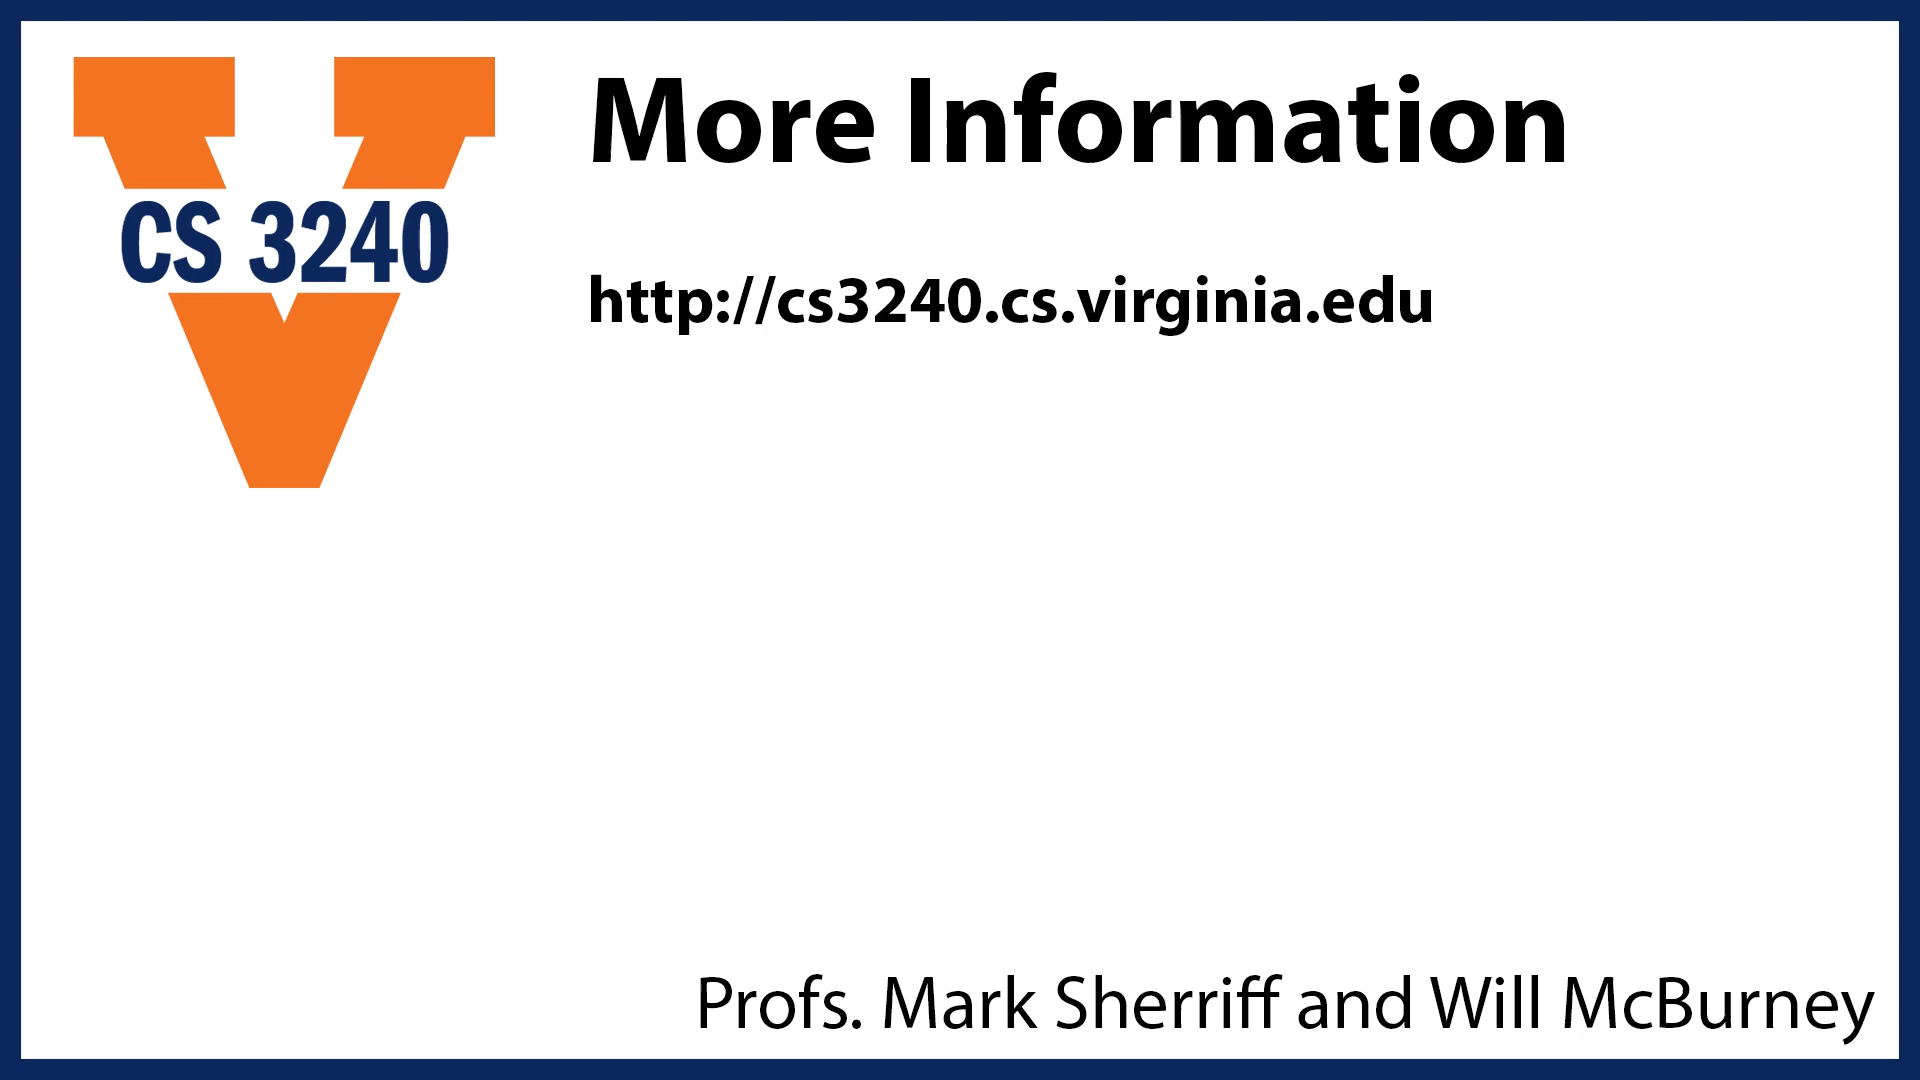 CS 3240
More Information
http://cs3240.cs.virginia.edu
Profs. Mark Sherriff and Will McBurney